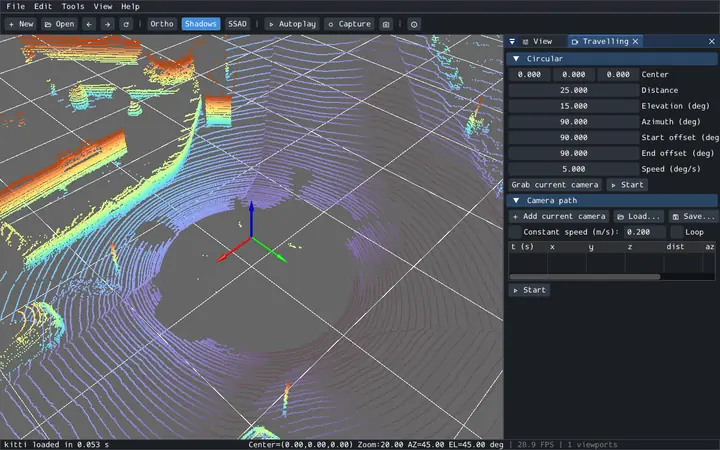 File Edit Tools View Help
+ New Open Ortho Shadows SSAO Autoplay Capture
View Travelling
Circular
0.000 0.000 0.000 Center
25.000 Distance
15.000 Elevation (deg)
90.000 Azimuth (deg)
90.000 Start offset (deg)
90.000 End offset (deg)
5.000 Speed (deg/s)
Grab current camera Start
Camera path
+ Add current camera Load... Save...
Constant speed (m/s): 0.200 Loop
t (s) x y z dist az
Start
kitti loaded in 0.053 s Center=(0.00,0.00,0.00) Zoom:20.00 AZ=45.00 EL=45.00 deg | 28.9 FPS | 1 viewports